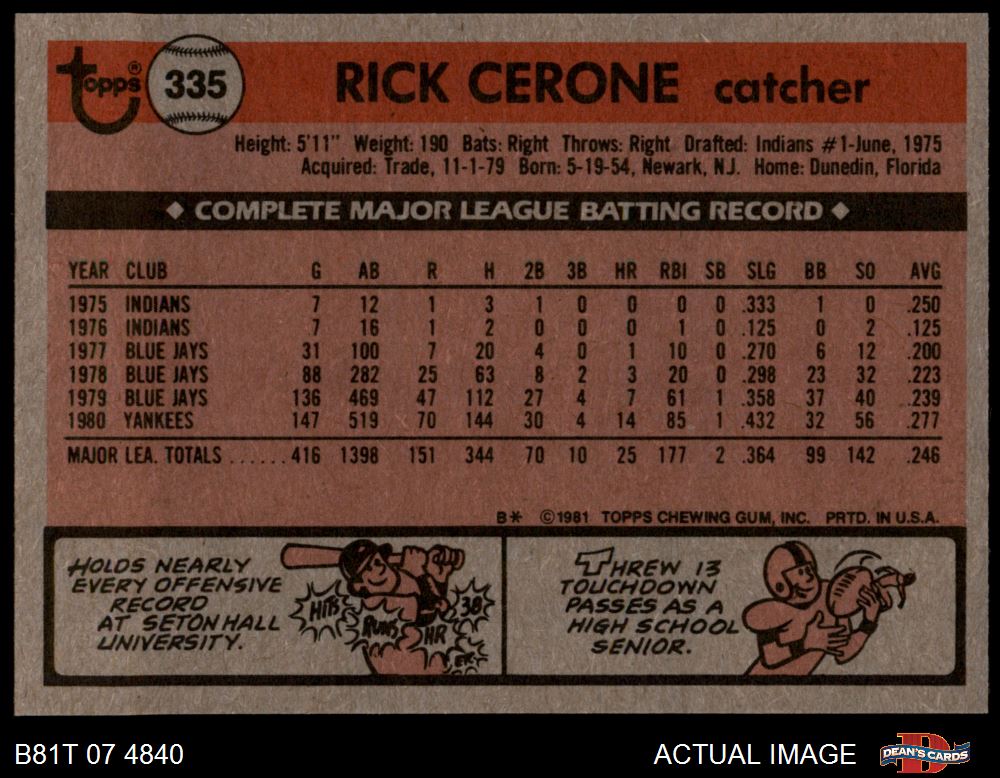 Topps®
335
RICK CERONE catcher
Height: 5'11" Weight: 190 Bats: Right Throws: Right Drafted: Indians #1-June, 1975
Acquired: Trade, 11-1-79 Born: 5-19-54, Newark, N.J. Home: Dunedin, Florida
◆ COMPLETE MAJOR LEAGUE BATTING RECORD ◆
YEAR CLUB G AB R H 2B 3B HR RBI SB SLG BB SO AVG
1975 INDIANS 7 12 1 3 1 0 0 0 0 .333 1 0 .250
1976 INDIANS 7 16 1 2 0 0 0 1 0 .125 0 2 .125
1977 BLUE JAYS 31 100 7 20 4 0 1 10 0 .270 6 12 .200
1978 BLUE JAYS 88 282 25 63 8 2 3 20 0 .298 23 32 .223
1979 BLUE JAYS 136 469 47 112 27 4 7 61 1 .358 37 40 .239
1980 YANKEES 147 519 70 144 30 4 14 85 1 .432 32 56 .277
MAJOR LEA. TOTALS ...... 416 1398 151 344 70 10 25 177 2 .364 99 142 .246
B* ©1981 TOPPS CHEWING GUM, INC. PRTD. IN U.S.A.
HOLDS NEARLY
EVERY OFFENSIVE
RECORD
AT SETON HALL
UNIVERSITY.
HITS
RUNS
HR
3B
THREW 13
TOUCHDOWN
PASSES AS A
HIGH SCHOOL
SENIOR.
B81T 07 4840
ACTUAL IMAGE
DEAN'S CARDS